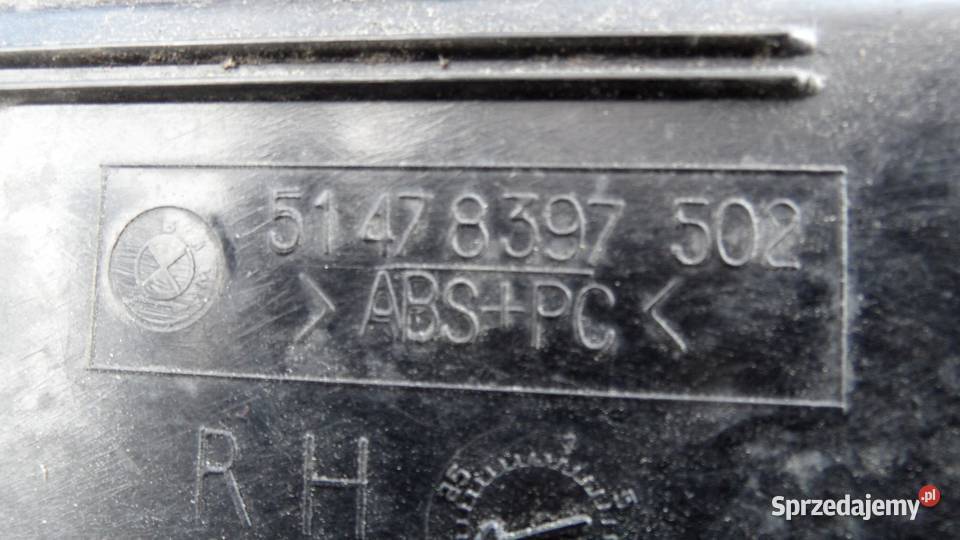 51 47 8 397 502
>ABS+PC<
RH
Sprzedajemy.pl